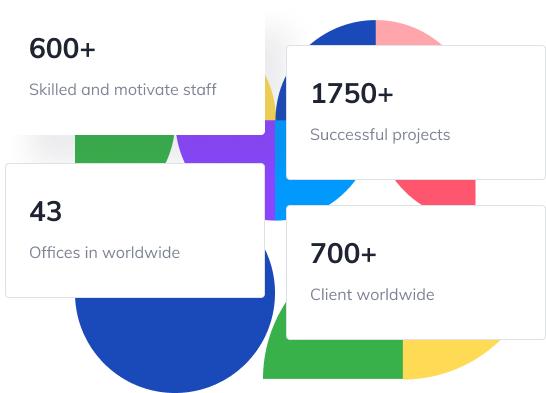 600+
Skilled and motivate staff
1750+
Successful projects
43
Offices in worldwide
700+
Client worldwide